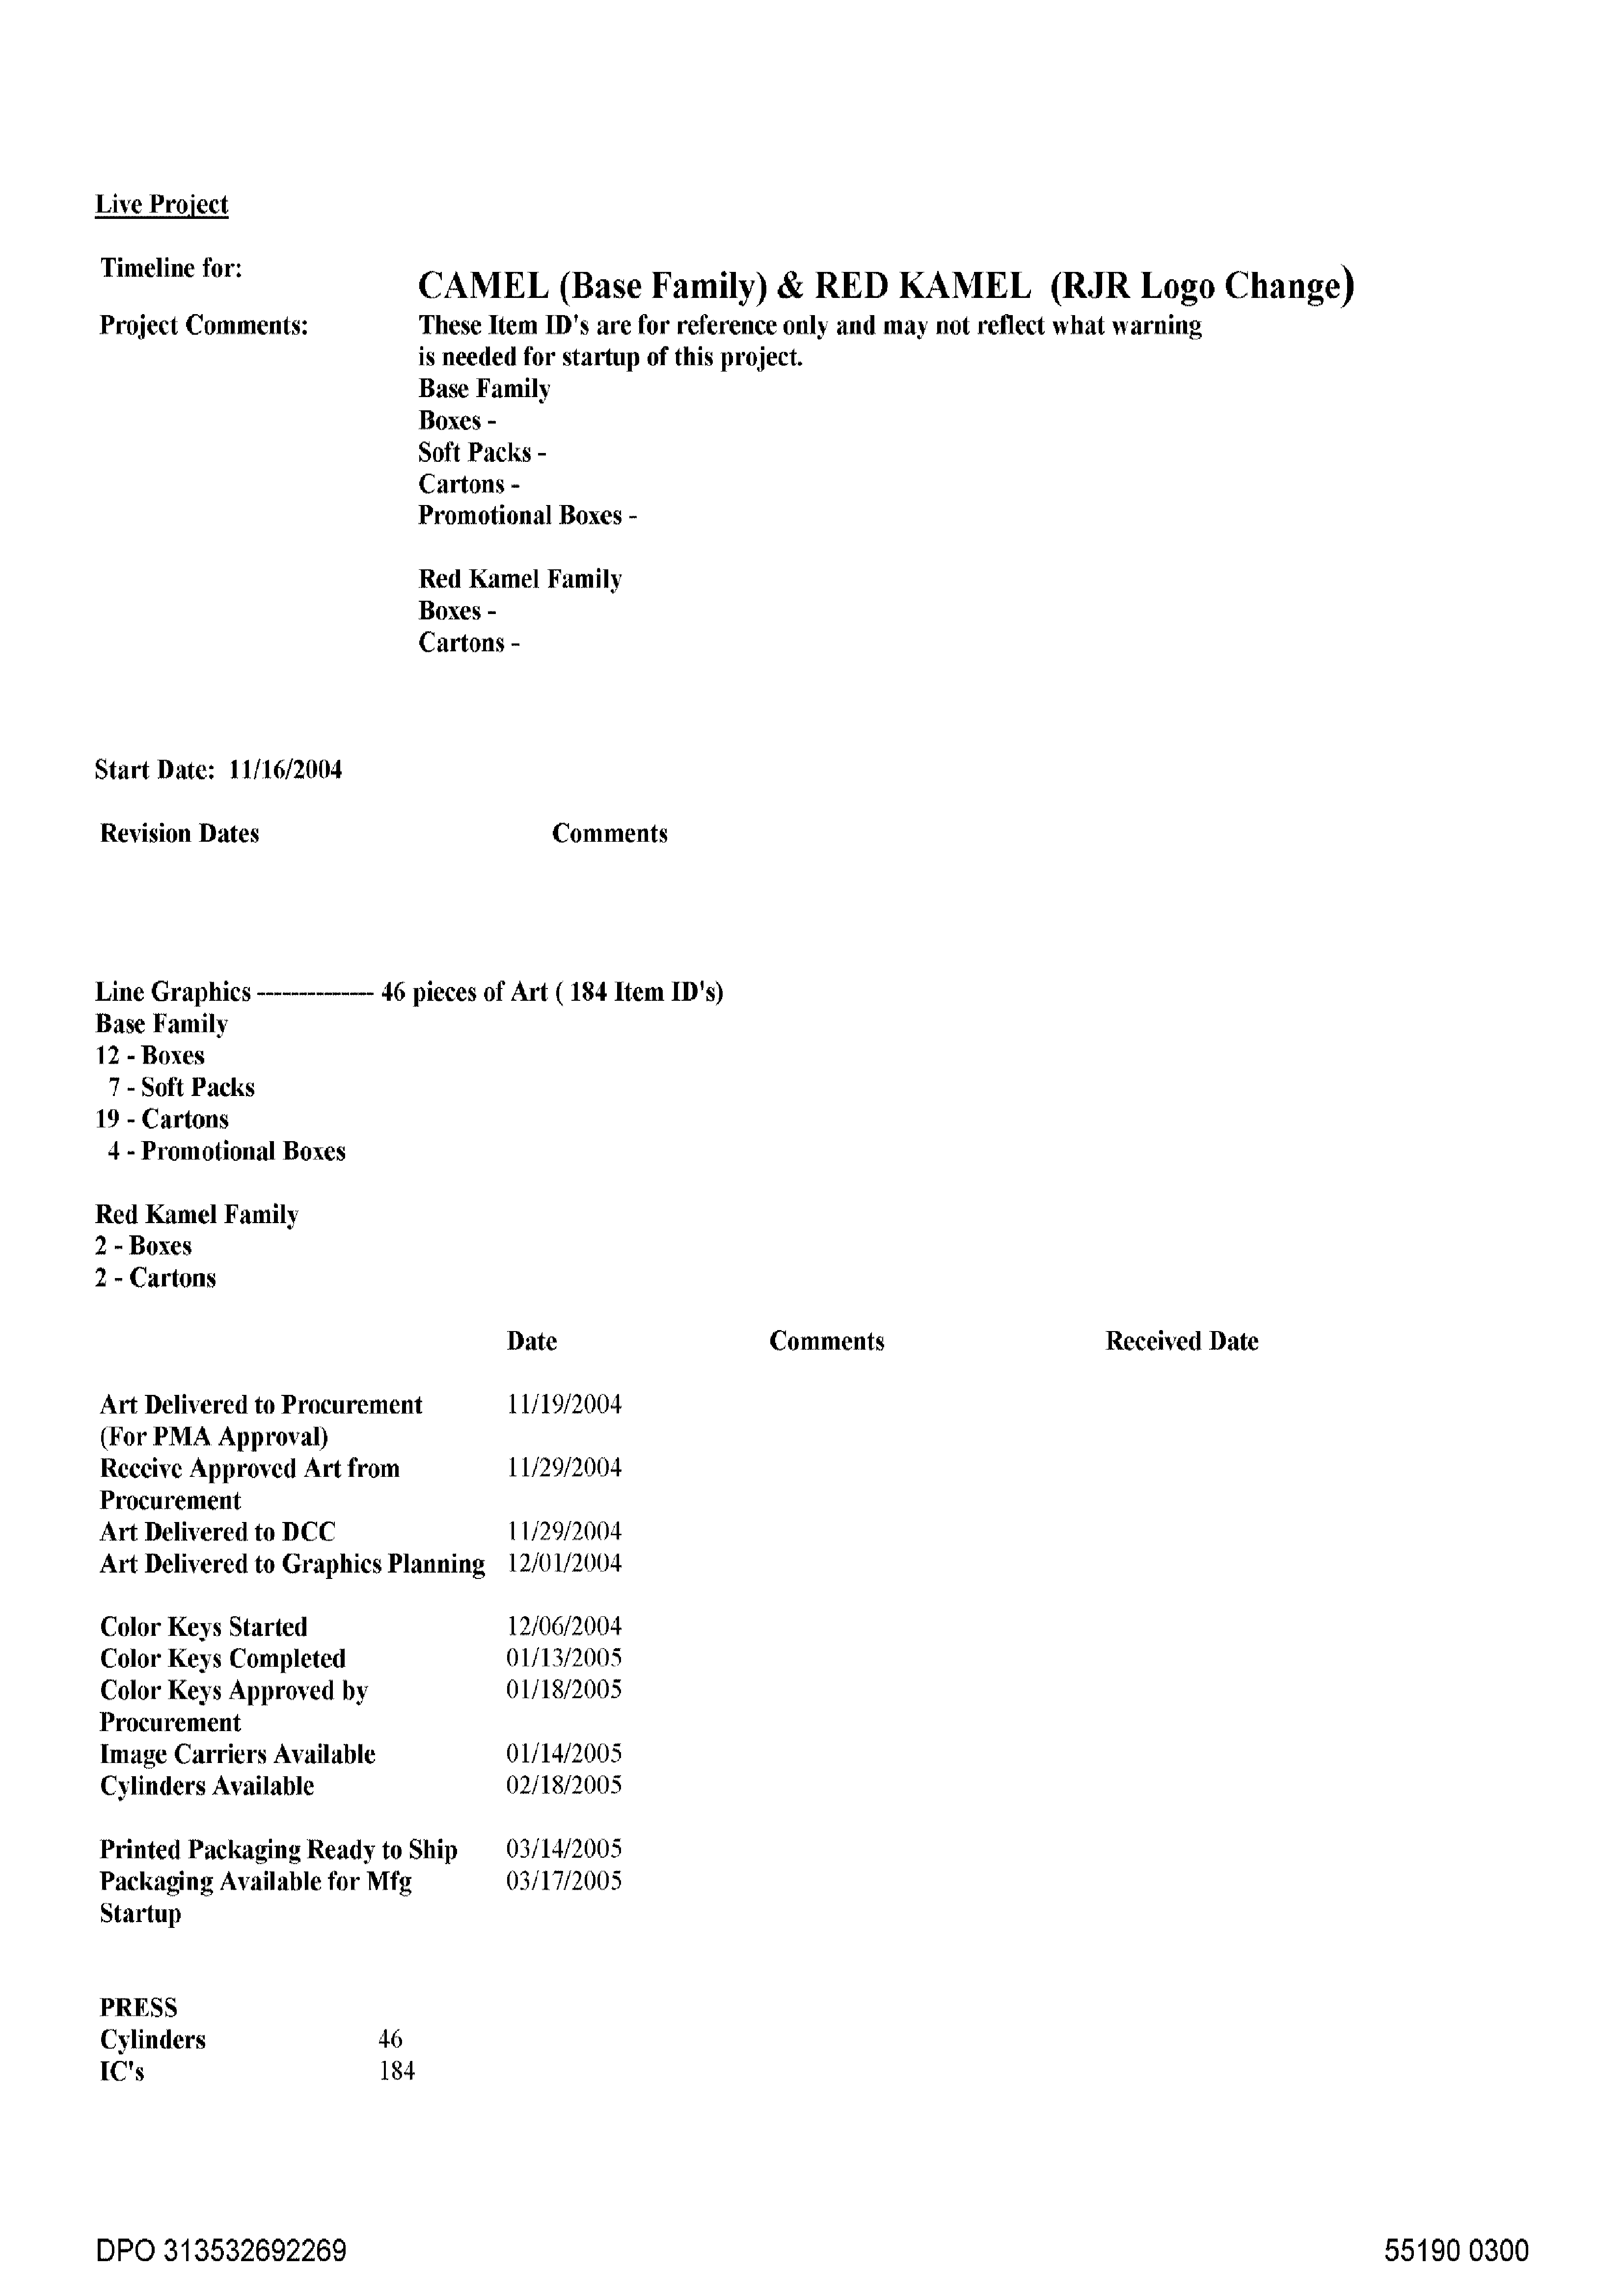 Live Project
Timeline for:
CAMEL (Base Family) & RED KAMEL (RJR Logo Change)
Project Comments: These Item ID's are for reference only and may not reflect what warning
is needed for startup of this project.
Base Family
Boxes -
Soft Packs -
Cartons -
Promotional Boxes -
Red Kamel Family
Boxes -
Cartons -
Start Date: 11/16/2004
Revision Dates Comments
Line Graphics -------------- 46 pieces of Art ( 184 Item ID's)
Base Family
12 - Boxes
7 - Soft Packs
19 - Cartons
4 - Promotional Boxes
Red Kamel Family
2 - Boxes
2 - Cartons
Date Comments Received Date
Art Delivered to Procurement 11/19/2004
(For PMA Approval)
Receive Approved Art from 11/29/2004
Procurement
Art Delivered to DCC 11/29/2004
Art Delivered to Graphics Planning 12/01/2004
Color Keys Started 12/06/2004
Color Keys Completed 01/13/2005
Color Keys Approved by 01/18/2005
Procurement
Image Carriers Available 01/14/2005
Cylinders Available 02/18/2005
Printed Packaging Ready to Ship 03/14/2005
Packaging Available for Mfg 03/17/2005
Startup
PRESS
Cylinders 46
IC's 184
DPO 313532692269 55190 0300